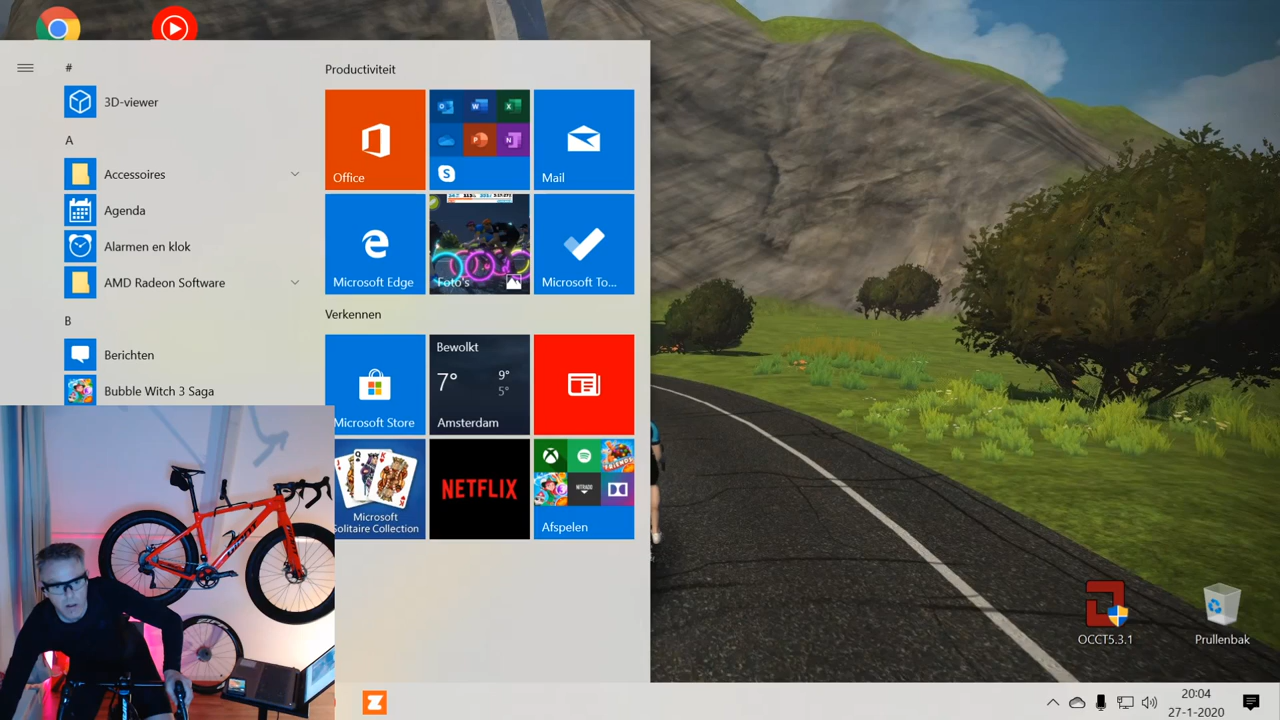 #
3D-viewer
A
Accessoires
Agenda
Alarmen en klok
AMD Radeon Software
B
Berichten
Bubble Witch 3 Saga
Productiviteit
Office
Mail
Microsoft Edge
Foto's
Microsoft To...
Verkennen
Microsoft Store
Bewolkt
7° 9°
5°
Amsterdam
Microsoft
Solitaire Collection
NETFLIX
Afspelen
OCCT5.3.1
Prullenbak
20:04
27-1-2020